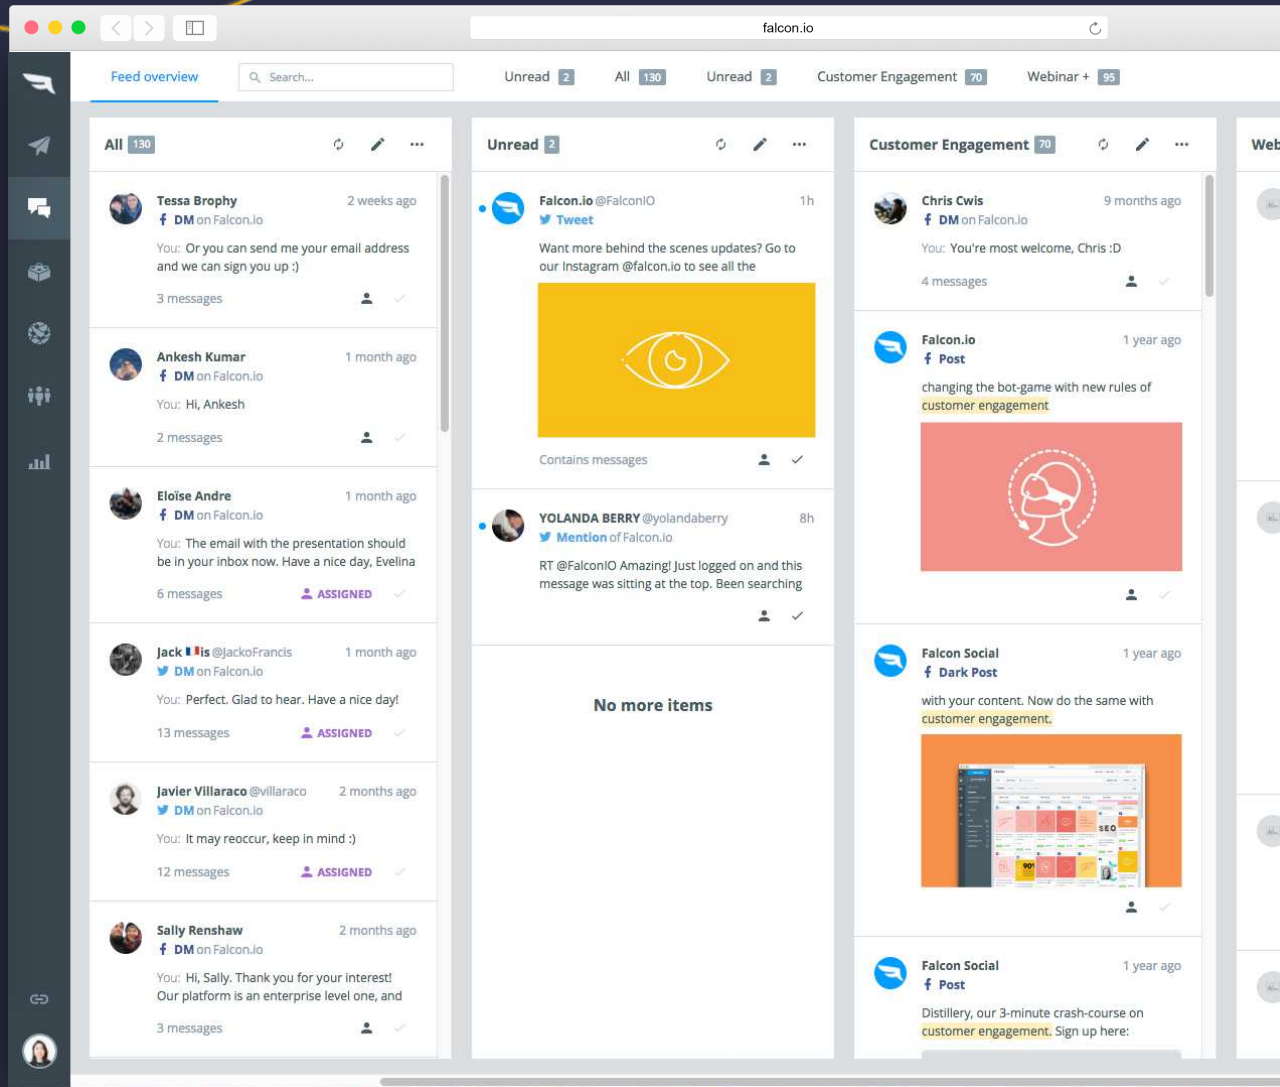 falcon.io
Feed overview
Search...
Unread 2
All 130
Unread 2
Customer Engagement 70
Webinar + 95
All 130
Tessa Brophy
2 weeks ago
DM on Falcon.io
You: Or you can send me your email address
and we can sign you up :)
3 messages
Ankesh Kumar
1 month ago
DM on Falcon.io
You: Hi, Ankesh
2 messages
Eloïse Andre
1 month ago
DM on Falcon.io
You: The email with the presentation should
be in your inbox now. Have a nice day, Evelina
6 messages
ASSIGNED
Jack is @JackoFrancis
1 month ago
DM on Falcon.io
You: Perfect. Glad to hear. Have a nice day!
13 messages
ASSIGNED
Javier Villaraco @villaraco
2 months ago
DM on Falcon.io
You: It may reoccur, keep in mind :)
12 messages
ASSIGNED
Sally Renshaw
2 months ago
DM on Falcon.io
You: Hi, Sally. Thank you for your interest!
Our platform is an enterprise level one, and
3 messages
Unread 2
Falcon.io @FalconIO
1h
Tweet
Want more behind the scenes updates? Go to
our Instagram @falcon.io to see all the
Contains messages
YOLANDA BERRY @yolandaberry
8h
Mention of Falcon.io
RT @FalconIO Amazing! Just logged on and this
message was sitting at the top. Been searching
No more items
Customer Engagement 70
Chris Cwis
9 months ago
DM on Falcon.io
You: You're most welcome, Chris :D
4 messages
Falcon.io
1 year ago
Post
changing the bot-game with new rules of
customer engagement
Falcon Social
1 year ago
Dark Post
with your content. Now do the same with
customer engagement.
SEO
90
Falcon Social
1 year ago
Post
Distillery, our 3-minute crash-course on
customer engagement. Sign up here:
Web